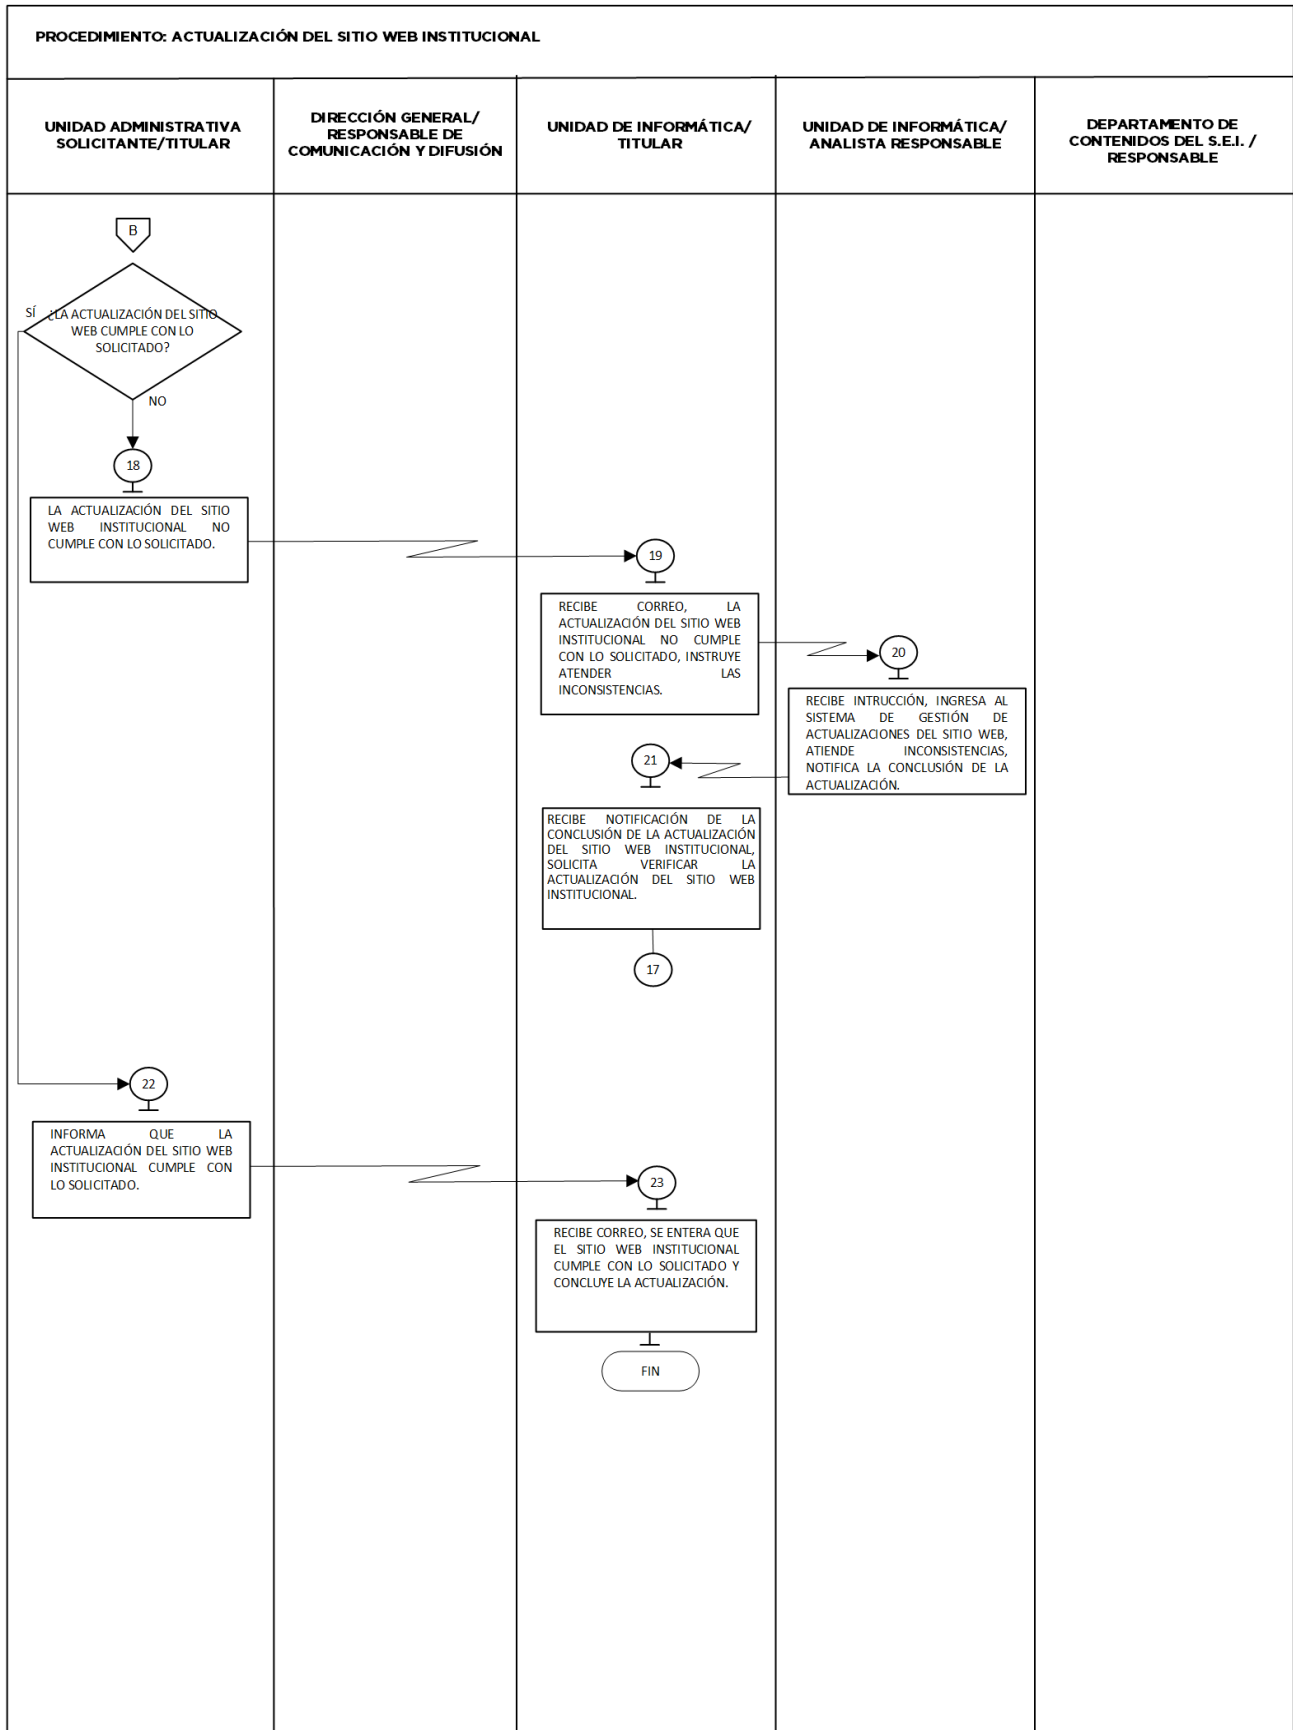 PROCEDIMIENTO: ACTUALIZACIÓN DEL SITIO WEB INSTITUCIONAL
UNIDAD ADMINISTRATIVA
SOLICITANTE/TITULAR
DIRECCIÓN GENERAL/
RESPONSABLE DE
COMUNICACIÓN Y DIFUSIÓN
UNIDAD DE INFORMÁTICA/
TITULAR
UNIDAD DE INFORMÁTICA/
ANALISTA RESPONSABLE
DEPARTAMENTO DE
CONTENIDOS DEL S.E.I. /
RESPONSABLE
B
SÍ
¿LA ACTUALIZACIÓN DEL SITIO
WEB CUMPLE CON LO
SOLICITADO?
NO
18
LA ACTUALIZACIÓN DEL SITIO
WEB INSTITUCIONAL NO
CUMPLE CON LO SOLICITADO.
19
RECIBE CORREO, LA
ACTUALIZACIÓN DEL SITIO WEB
INSTITUCIONAL NO CUMPLE
CON LO SOLICITADO, INSTRUYE
ATENDER LAS
INCONSISTENCIAS.
20
RECIBE INTRUCCIÓN, INGRESA AL
SISTEMA DE GESTIÓN DE
ACTUALIZACIONES DEL SITIO WEB,
ATIENDE INCONSISTENCIAS,
NOTIFICA LA CONCLUSIÓN DE LA
ACTUALIZACIÓN.
21
RECIBE NOTIFICACIÓN DE LA
CONCLUSIÓN DE LA ACTUALIZACIÓN
DEL SITIO WEB INSTITUCIONAL,
SOLICITA VERIFICAR LA
ACTUALIZACIÓN DEL SITIO WEB
INSTITUCIONAL.
17
22
INFORMA QUE LA
ACTUALIZACIÓN DEL SITIO WEB
INSTITUCIONAL CUMPLE CON
LO SOLICITADO.
23
RECIBE CORREO, SE ENTERA QUE
EL SITIO WEB INSTITUCIONAL
CUMPLE CON LO SOLICITADO Y
CONCLUYE LA ACTUALIZACIÓN.
FIN